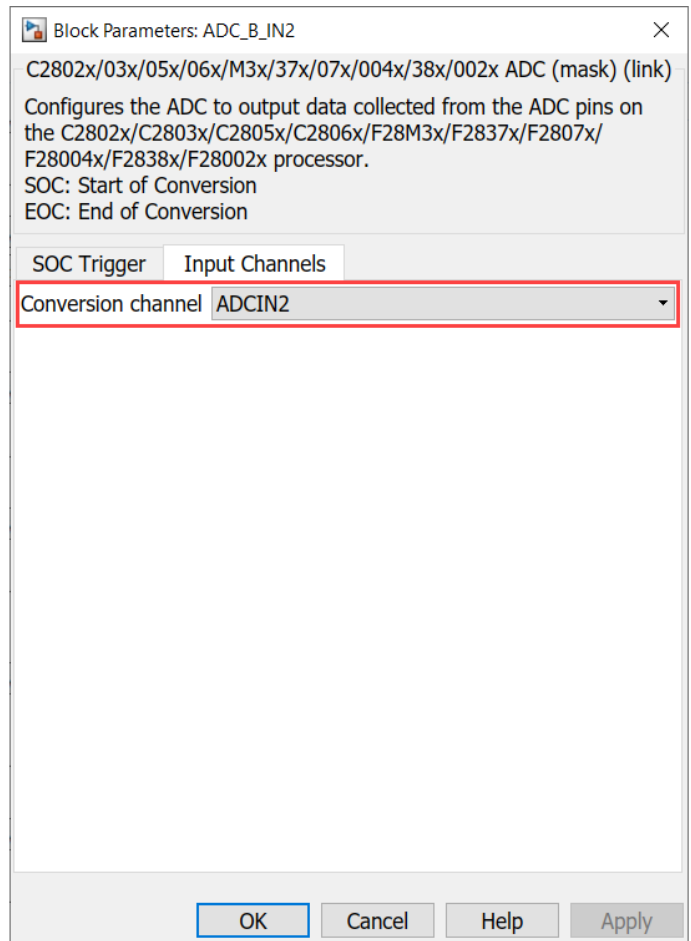 Block Parameters: ADC_B_IN2
C2802x/03x/05x/06x/M3x/37x/07x/004x/38x/002x ADC (mask) (link)
Configures the ADC to output data collected from the ADC pins on
the C2802x/C2803x/C2805x/C2806x/F28M3x/F2837x/F2807x/
F28004x/F2838x/F28002x processor.
SOC: Start of Conversion
EOC: End of Conversion
SOC Trigger Input Channels
Conversion channel ADCIN2
OK Cancel Help Apply